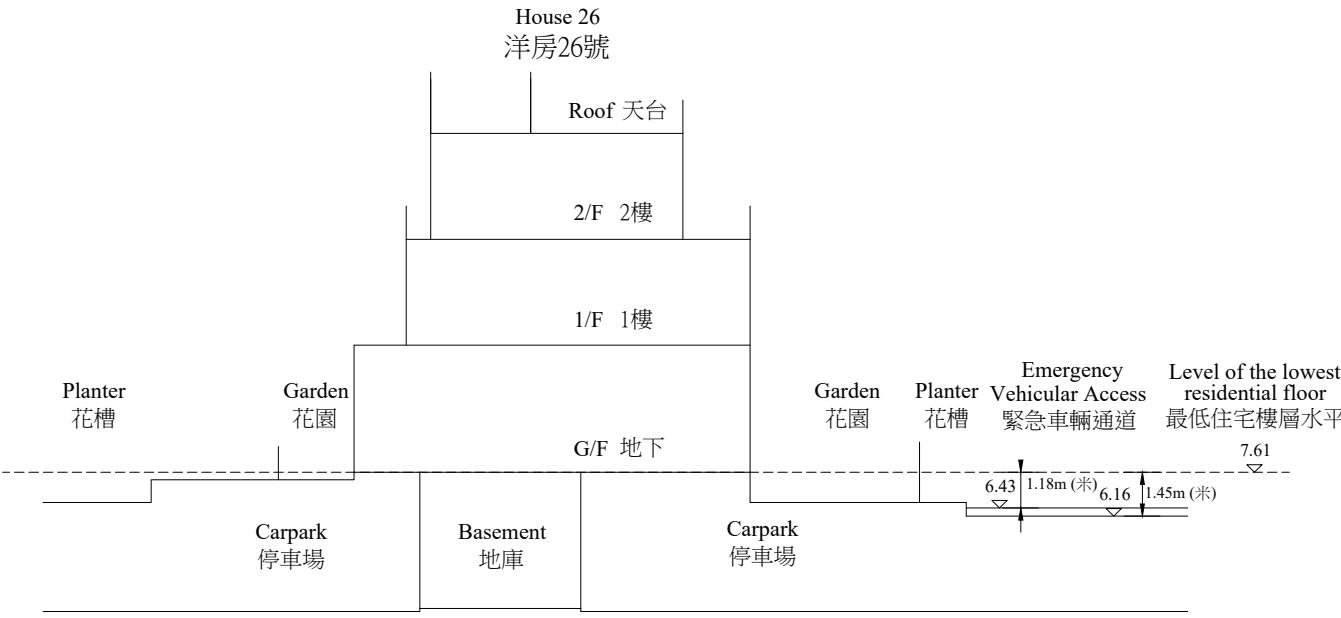 House 26
洋房26號
Roof 天台
2/F 2樓
1/F 1樓
Planter
花槽
Garden
花園
Garden
花園
Planter
花槽
Emergency
Vehicular Access
緊急車輛通道
Level of the lowest
residential floor
最低住宅樓層水平
G/F 地下
7.61
6.43
1.18m (米)
6.16
1.45m (米)
Carpark
停車場
Basement
地庫
Carpark
停車場